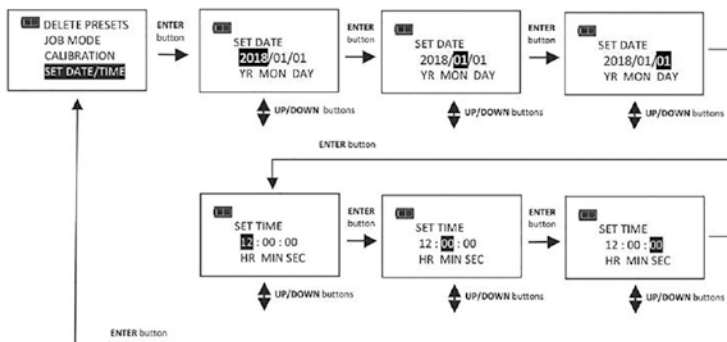 DELETE PRESETS
JOB MODE
CALIBRATION
SET DATE/TIME
ENTER
button
SET DATE
2018/01/01
YR MON DAY
UP/DOWN buttons
ENTER
button
SET DATE
2018/01/01
YR MON DAY
UP/DOWN buttons
ENTER
button
SET DATE
2018/01/01
YR MON DAY
UP/DOWN buttons
ENTER button
SET TIME
12 : 00 : 00
HR MIN SEC
UP/DOWN buttons
ENTER
button
SET TIME
12 : 00 : 00
HR MIN SEC
UP/DOWN buttons
ENTER
button
SET TIME
12 : 00 : 00
HR MIN SEC
UP/DOWN buttons
ENTER button